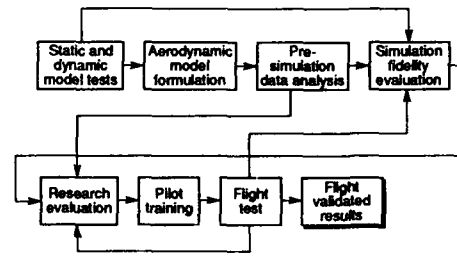 Static and
dynamic
model tests
Aerodynamic
model
formulation
Pre-
simulation
data analysis
Simulation
fidelity
evaluation
Research
evaluation
Pilot
training
Flight
test
Flight
validated
results